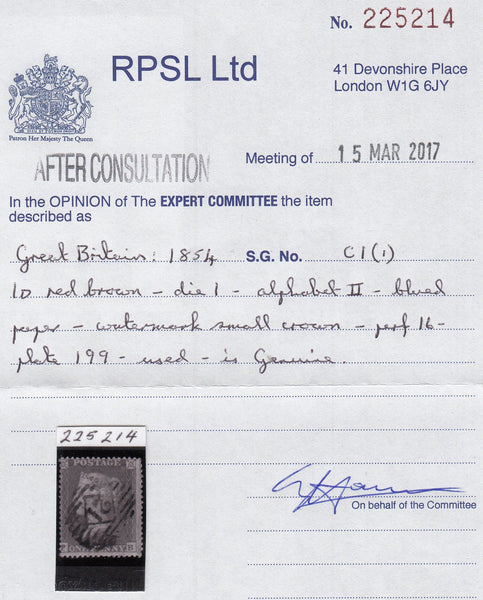 No. 225214
RPSL Ltd
41 Devonshire Place
London W1G 6JY
Patron Her Majesty The Queen
AFTER CONSULTATION
Meeting of 15 MAR 2017
In the OPINION of The EXPERT COMMITTEE the item
described as
Great Britain: 1854 S.G. No. C1(1)
1D red brown - die 1 - alphabet II - blued
paper - watermark small crown - perf 16 -
plate 199 - used - is Genuine.
225214
POSTAGE
ONE PENNY
On behalf of the Committee